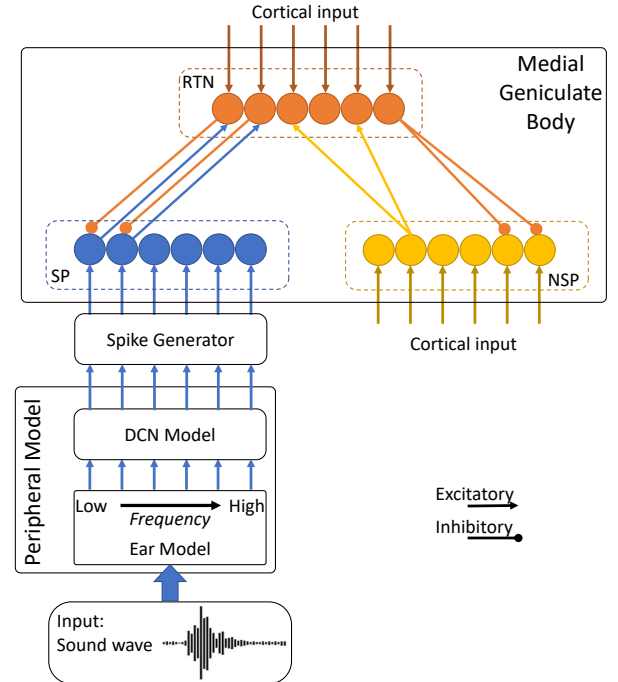 Cortical input
Medial
Geniculate
Body
RTN
SP
NSP
Spike Generator
Cortical input
Peripheral Model
DCN Model
Low
High
Frequency
Ear Model
Excitatory
Inhibitory
Input:
Sound wave